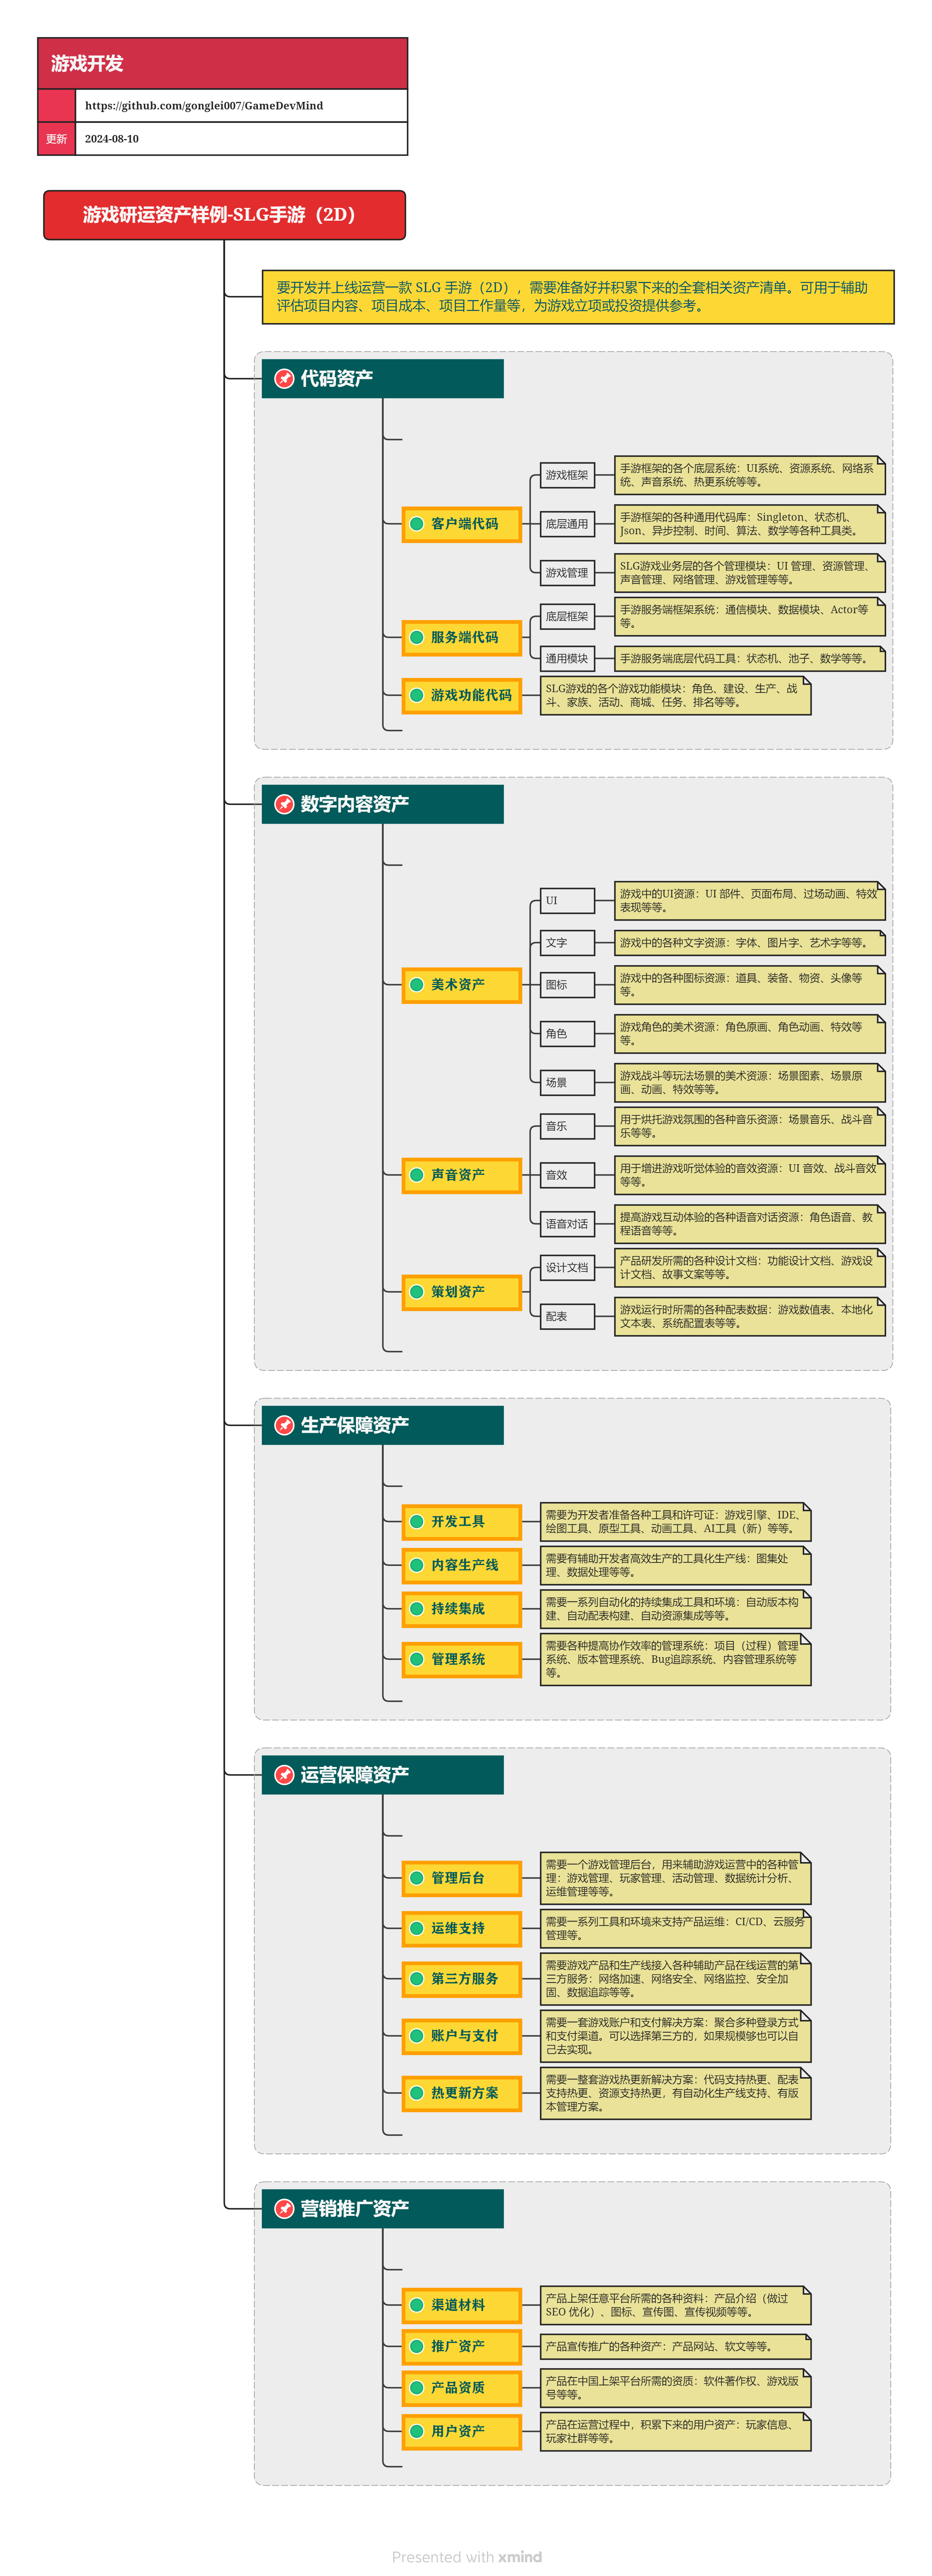 游戏开发
https://github.com/gonglei007/GameDevMind
更新
2024-08-10
游戏研运资产样例-SLG手游（2D）
要开发并上线运营一款 SLG 手游（2D），需要准备好并积累下来的全套相关资产清单。可用于辅助
评估项目内容、项目成本、项目工作量等，为游戏立项或投资提供参考。
代码资产
客户端代码
游戏框架
手游框架的各个底层系统：UI系统、资源系统、网络系
统、声音系统、热更系统等等。
底层通用
手游框架的各种通用代码库：Singleton、状态机、
Json、异步控制、时间、算法、数学等各种工具类。
游戏管理
SLG游戏业务层的各个管理模块：UI 管理、资源管理、
声音管理、网络管理、游戏管理等等。
服务端代码
底层框架
手游服务端框架系统：通信模块、数据模块、Actor等
等。
通用模块
手游服务端底层代码工具：状态机、池子、数学等等。
游戏功能代码
SLG游戏的各个游戏功能模块：角色、建设、生产、战
斗、家族、活动、商城、任务、排名等等。
数字内容资产
美术资产
UI
游戏中的UI资源：UI 部件、页面布局、过场动画、特效
表现等等。
文字
游戏中的各种文字资源：字体、图片字、艺术字等等。
图标
游戏中的各种图标资源：道具、装备、物资、头像等
等。
角色
游戏角色的美术资源：角色原画、角色动画、特效等
等。
场景
游戏战斗等玩法场景的美术资源：场景图素、场景原
画、动画、特效等等。
声音资产
音乐
用于烘托游戏氛围的各种音乐资源：场景音乐、战斗音
乐等等。
音效
用于增进游戏听觉体验的音效资源：UI 音效、战斗音效
等等。
语音对话
提高游戏互动体验的各种语音对话资源：角色语音、教
程语音等等。
策划资产
设计文档
产品研发所需的各种设计文档：功能设计文档、游戏设
计文档、故事文案等等。
配表
游戏运行时所需的各种配表数据：游戏数值表、本地化
文本表、系统配置表等等。
生产保障资产
开发工具
需要为开发者准备各种工具和许可证：游戏引擎、IDE、
绘图工具、原型工具、动画工具、AI工具（新）等等。
内容生产线
需要有辅助开发者高效生产的工具化生产线：图集处
理、数据处理等等。
持续集成
需要一系列自动化的持续集成工具和环境：自动版本构
建、自动配表构建、自动资源集成等等。
管理系统
需要各种提高协作效率的管理系统：项目（过程）管理
系统、版本管理系统、Bug追踪系统、内容管理系统等
等。
运营保障资产
管理后台
需要一个游戏管理后台，用来辅助游戏运营中的各种管
理：游戏管理、玩家管理、活动管理、数据统计分析、
运维管理等等。
运维支持
需要一系列工具和环境来支持产品运维：CI/CD、云服务
管理等。
第三方服务
需要游戏产品和生产线接入各种辅助产品在线运营的第
三方服务：网络加速、网络安全、网络监控、安全加
固、数据追踪等等。
账户与支付
需要一套游戏账户和支付解决方案：聚合多种登录方式
和支付渠道。可以选择第三方的，如果规模够也可以自
己去实现。
热更新方案
需要一整套游戏热更新解决方案：代码支持热更、配表
支持热更、资源支持热更，有自动化生产线支持、有版
本管理方案。
营销推广资产
渠道材料
产品上架任意平台所需的各种资料：产品介绍（做过
SEO 优化）、图标、宣传图、宣传视频等等。
推广资产
产品宣传推广的各种资产：产品网站、软文等等。
产品资质
产品在中国上架平台所需的资质：软件著作权、游戏版
号等等。
用户资产
产品在运营过程中，积累下来的用户资产：玩家信息、
玩家社群等等。
Presented with xmind